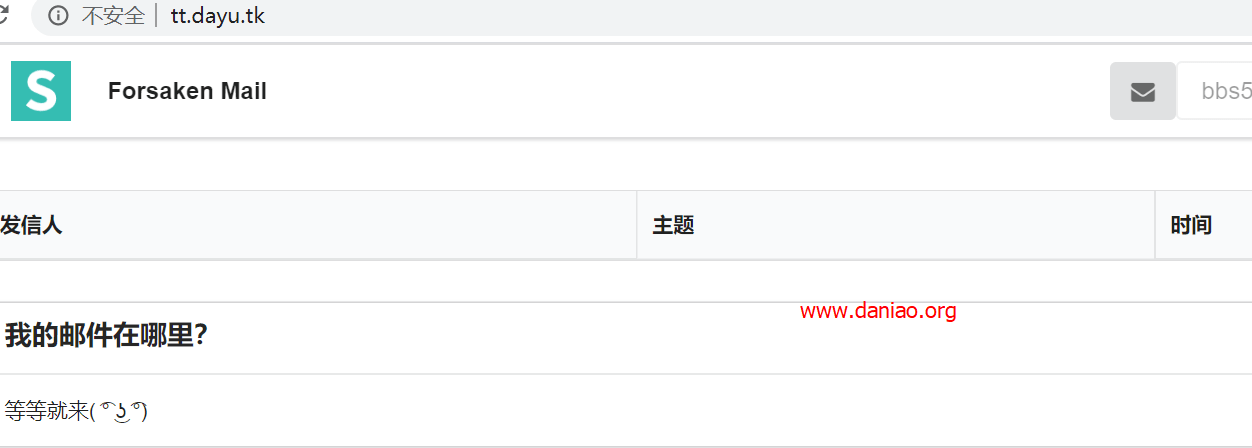 不安全 | tt.dayu.tk
S Forsaken Mail bbs5
发信人 主题 时间
www.daniao.org
我的邮件在哪里?
等等就来( ͡° ͜ʖ ͡°)